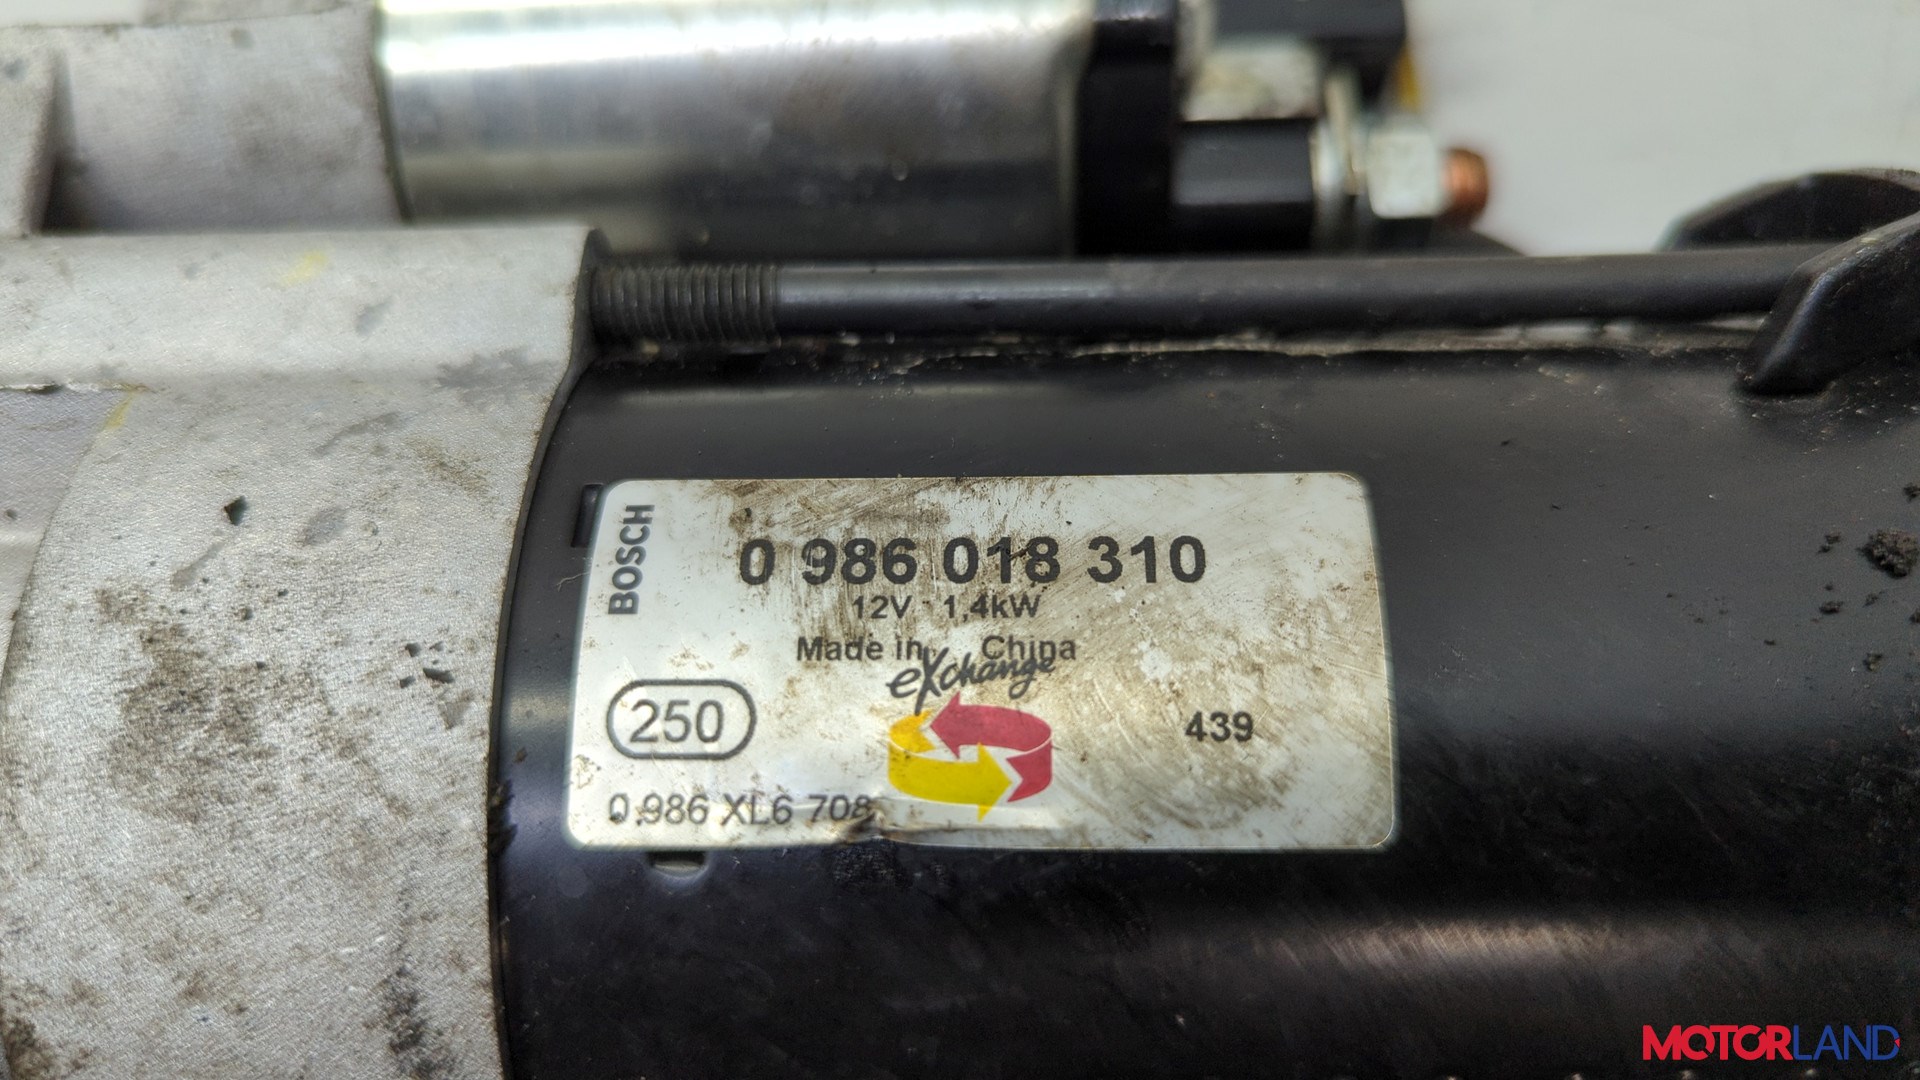 BOSCH
0 986 018 310
12V - 1,4kW
Made in China
eXchange
250
439
0 986 XL6 708
MOTORLAND